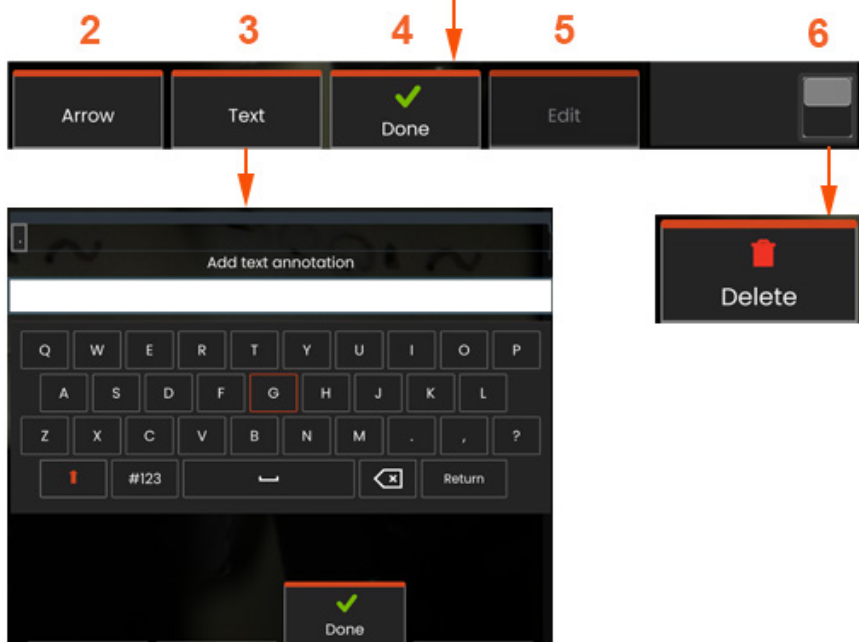 2 3 4 5 6
Arrow Text Done Edit
Add text annotation
Delete
Q W E R T Y U I O P
A S D F G H J K L
Z X C V B N M . , ?
#123 Return
Done